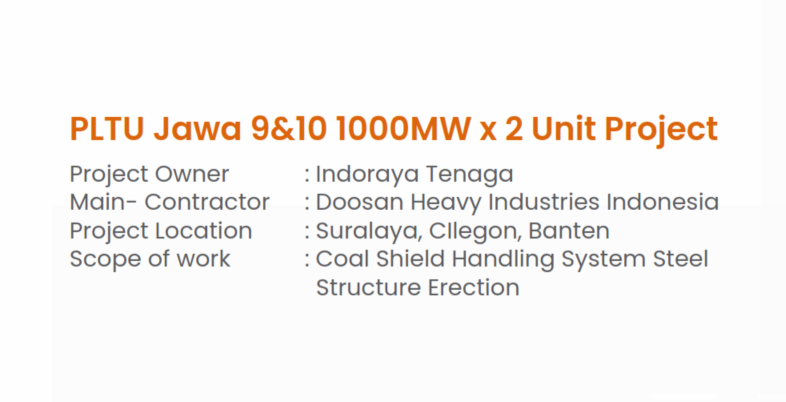 PLTU Jawa 9&10 1000MW x 2 Unit Project
Project Owner : Indoraya Tenaga
Main- Contractor : Doosan Heavy Industries Indonesia
Project Location : Suralaya, CIlegon, Banten
Scope of work : Coal Shield Handling System Steel
Structure Erection